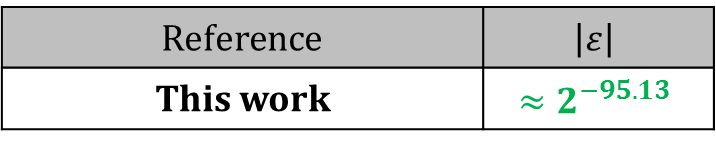 Reference |ε|
This work ≈ 2^−95.13